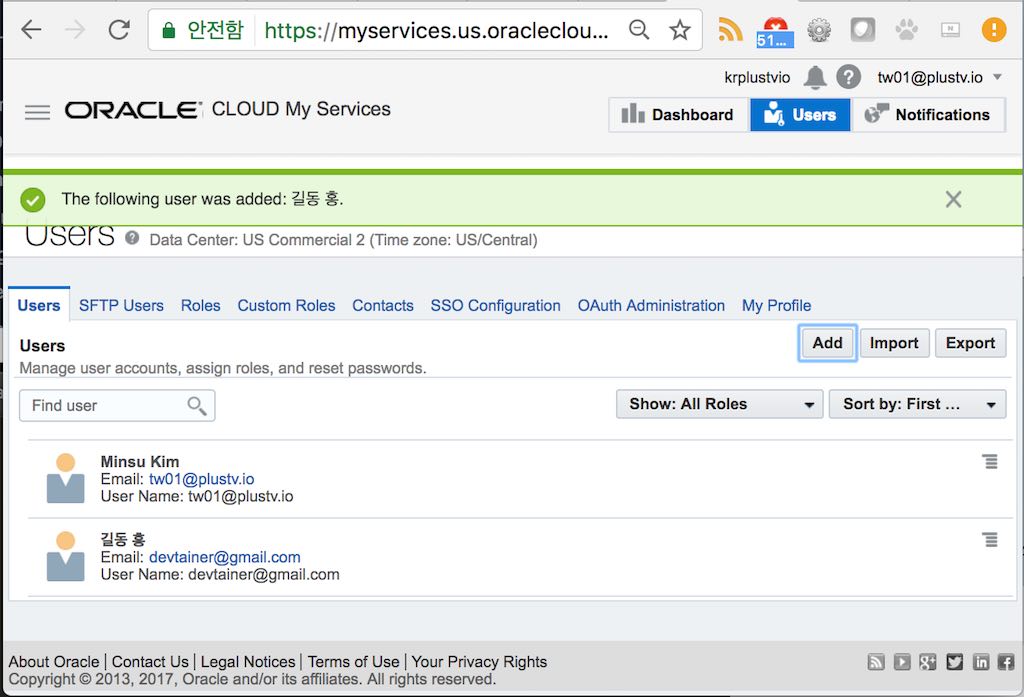 안전함 https://myservices.us.oracleclou...
51...
krplustvio tw01@plustv.io
ORACLE CLOUD My Services
Dashboard Users Notifications
The following user was added: 길동 홍.
Users Data Center: US Commercial 2 (Time zone: US/Central)
Users SFTP Users Roles Custom Roles Contacts SSO Configuration OAuth Administration My Profile
Users
Add Import Export
Manage user accounts, assign roles, and reset passwords.
Find user Show: All Roles Sort by: First ...
Minsu Kim
Email: tw01@plustv.io
User Name: tw01@plustv.io
길동 홍
Email: devtainer@gmail.com
User Name: devtainer@gmail.com
About Oracle | Contact Us | Legal Notices | Terms of Use | Your Privacy Rights
Copyright © 2013, 2017, Oracle and/or its affiliates. All rights reserved.